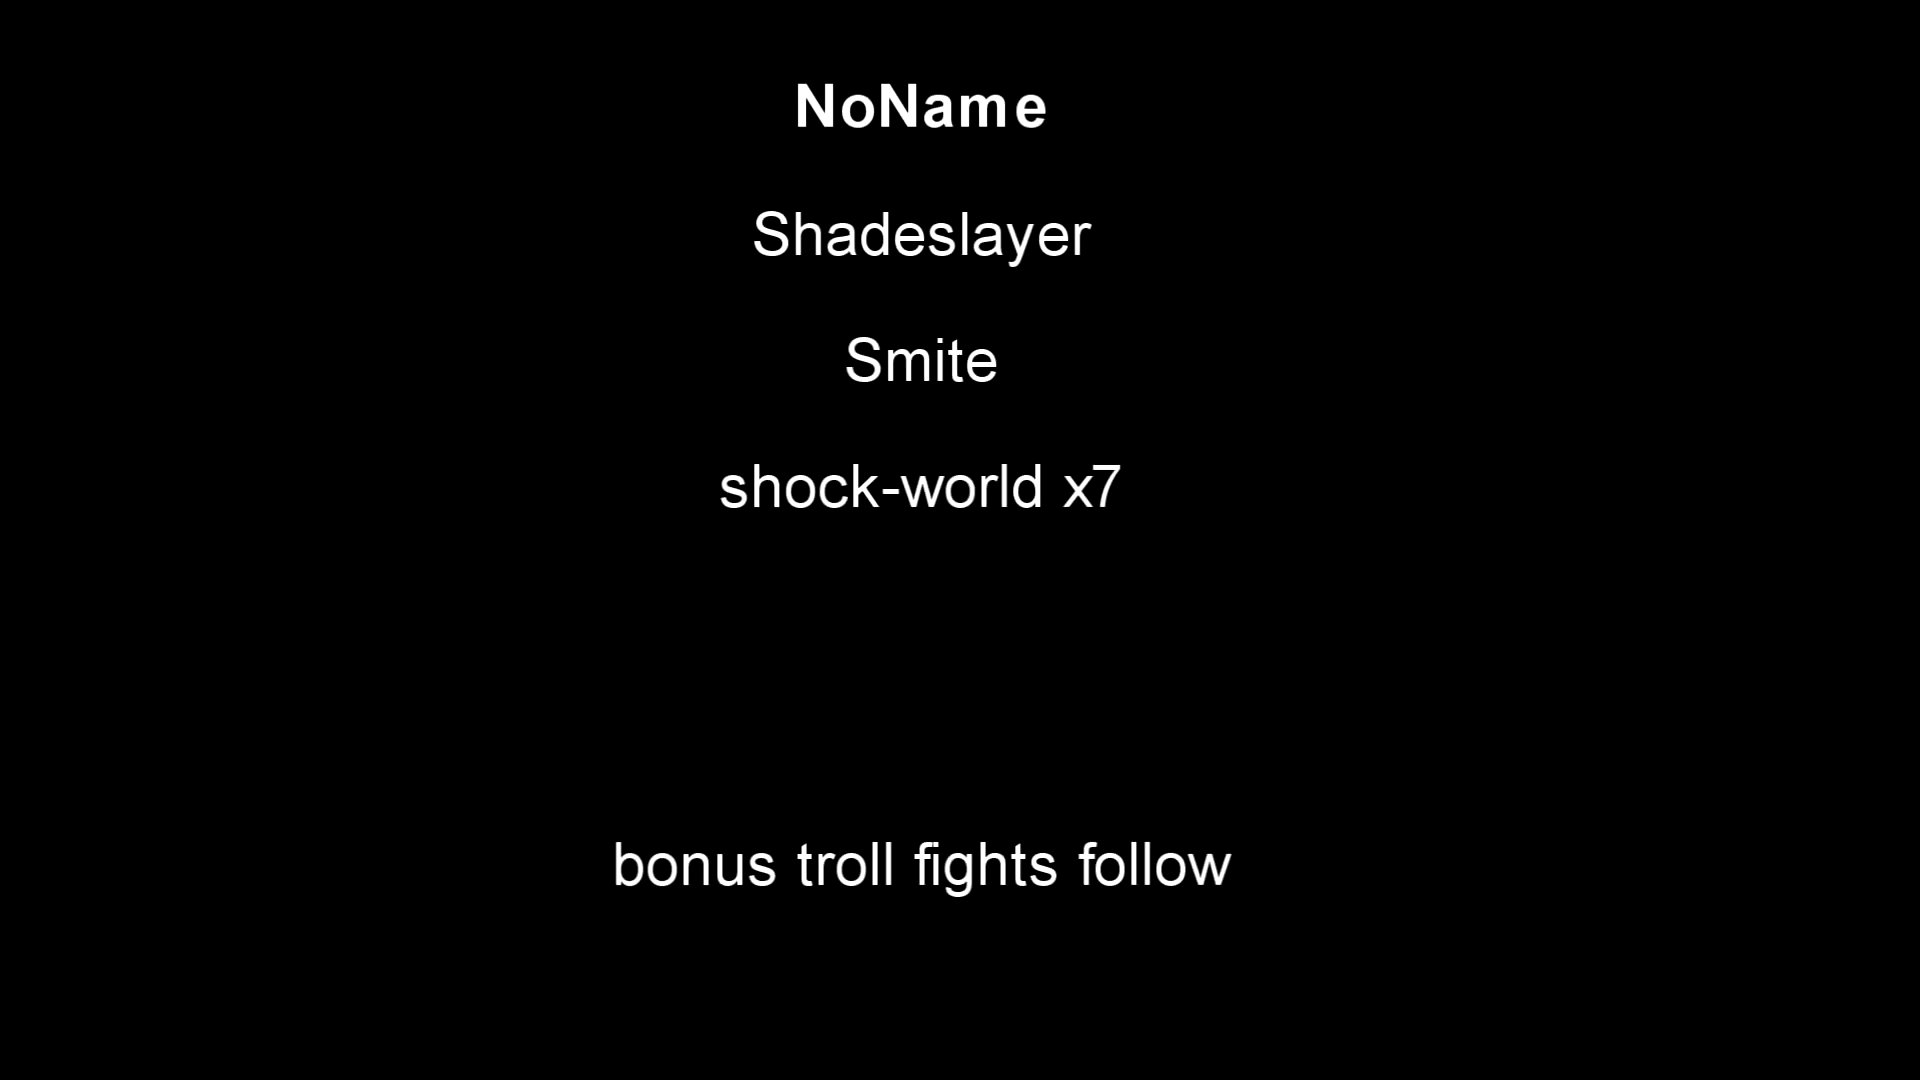 NoName
Shadeslayer
Smite
shock-world x7
bonus troll fights follow